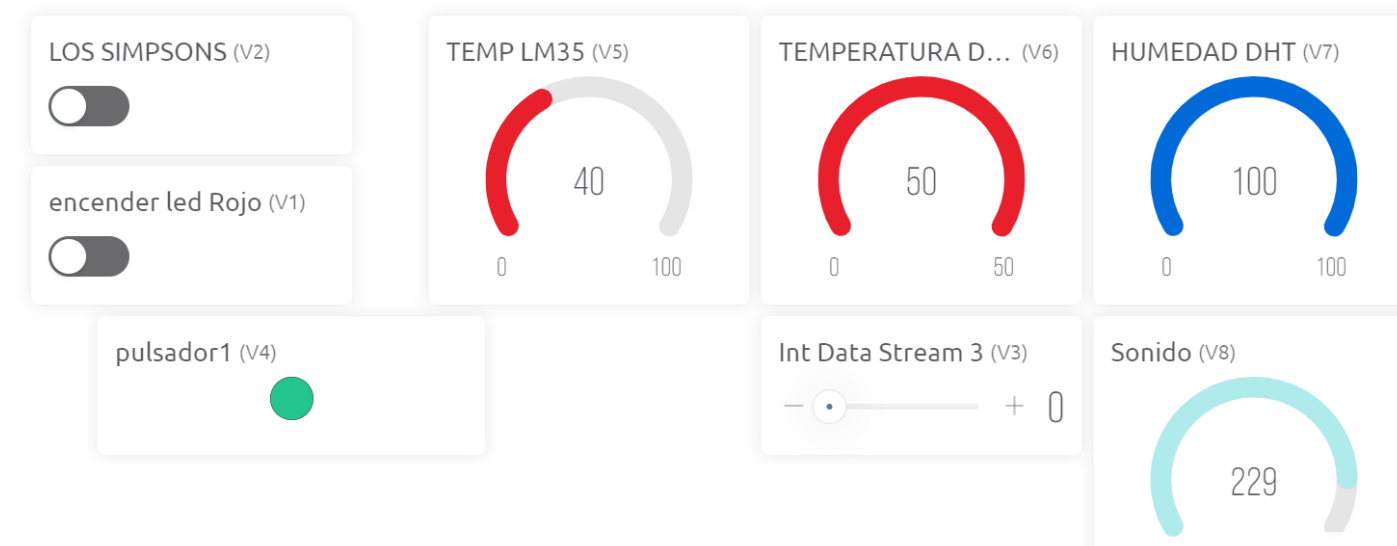 LOS SIMPSONS (V2)
encender led Rojo (V1)
pulsador1 (V4)
TEMP LM35 (V5)
40
0 100
TEMPERATURA D... (V6)
50
0 50
HUMEDAD DHT (V7)
100
0 100
Int Data Stream 3 (V3)
0
Sonido (V8)
229